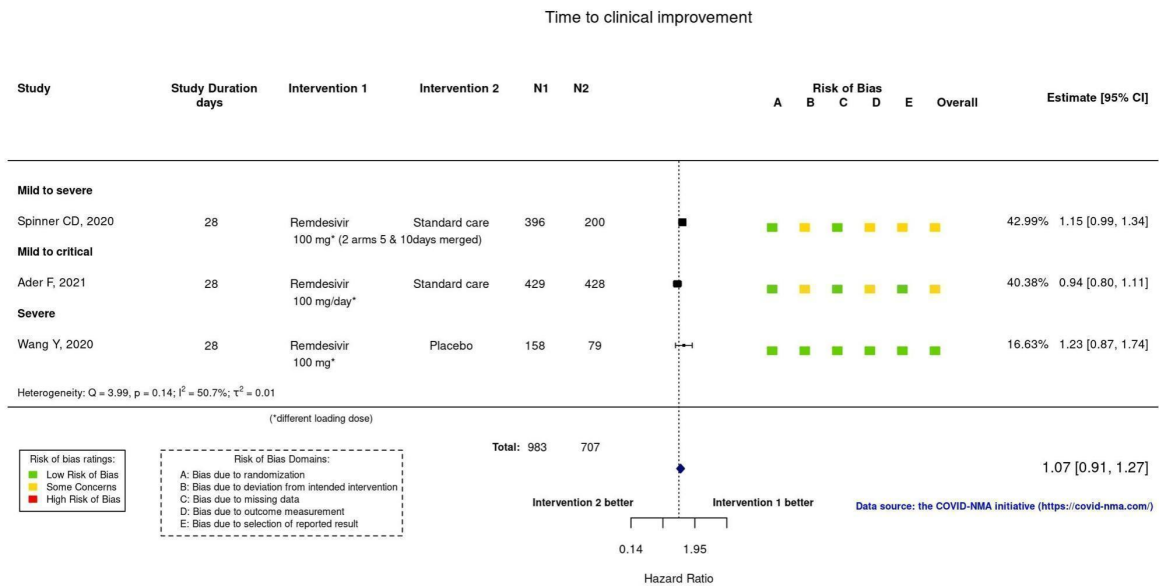 Time to clinical improvement
Study Study Duration days Intervention 1 Intervention 2 N1 N2 Risk of Bias Estimate [95% CI]
A B C D E Overall
Mild to severe
Spinner CD, 2020 28 Remdesivir Standard care 396 200 42.99% 1.15 [0.99, 1.34]
100 mg* (2 arms 5 & 10days merged)
Mild to critical
Ader F, 2021 28 Remdesivir Standard care 429 428 40.38% 0.94 [0.80, 1.11]
100 mg/day*
Severe
Wang Y, 2020 28 Remdesivir Placebo 158 79 16.63% 1.23 [0.87, 1.74]
100 mg*
Heterogeneity: Q = 3.99, p = 0.14; I² = 50.7%; τ² = 0.01
(*different loading dose)
Total: 983 707
1.07 [0.91, 1.27]
Risk of bias ratings:
Low Risk of Bias
Some Concerns
High Risk of Bias
Risk of Bias Domains:
A: Bias due to randomization
B: Bias due to deviation from intended intervention
C: Bias due to missing data
D: Bias due to outcome measurement
E: Bias due to selection of reported result
Intervention 2 better Intervention 1 better
Data source: the COVID-NMA initiative (https://covid-nma.com/)
0.14 1.95
Hazard Ratio